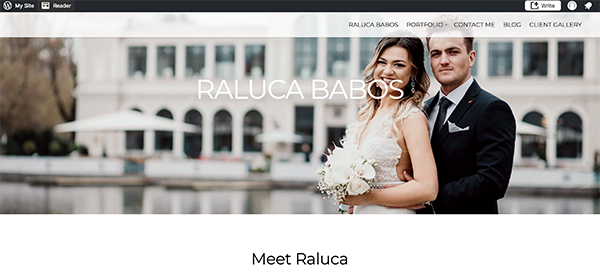 My Site Reader Write
RALUCA BABOS PORTFOLIO CONTACT ME BLOG CLIENT GALLERY
RALUCA BABOS
Meet Raluca